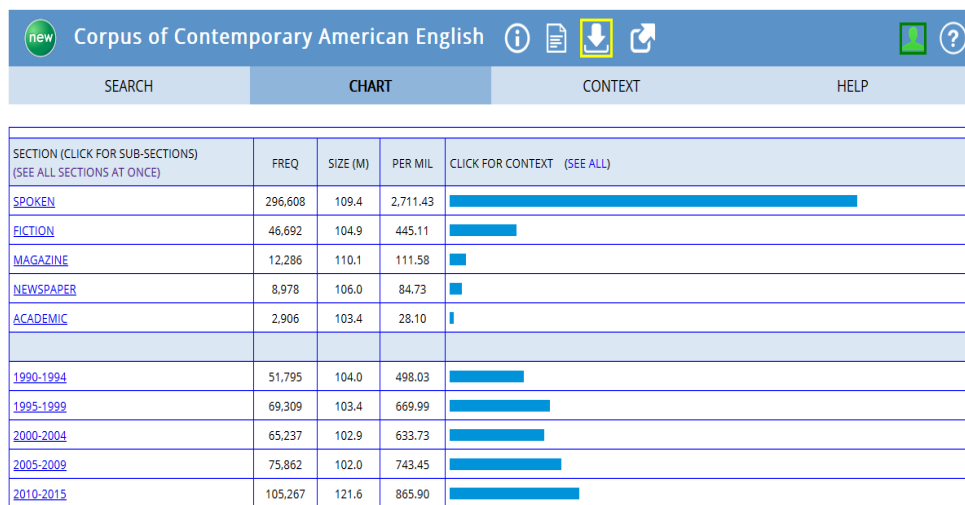 new Corpus of Contemporary American English
SEARCH CHART CONTEXT HELP
SECTION (CLICK FOR SUB-SECTIONS)
(SEE ALL SECTIONS AT ONCE) FREQ SIZE (M) PER MIL CLICK FOR CONTEXT (SEE ALL)
SPOKEN 296,608 109.4 2,711.43
FICTION 46,692 104.9 445.11
MAGAZINE 12,286 110.1 111.58
NEWSPAPER 8,978 106.0 84.73
ACADEMIC 2,906 103.4 28.10
1990-1994 51,795 104.0 498.03
1995-1999 69,309 103.4 669.99
2000-2004 65,237 102.9 633.73
2005-2009 75,862 102.0 743.45
2010-2015 105,267 121.6 865.90